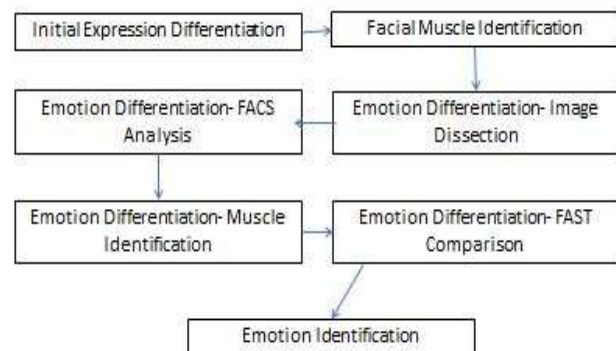 Initial Expression Differentiation
Facial Muscle Identification
Emotion Differentiation- Image
Dissection
Emotion Differentiation- FACS
Analysis
Emotion Differentiation- Muscle
Identification
Emotion Differentiation- FAST
Comparison
Emotion Identification